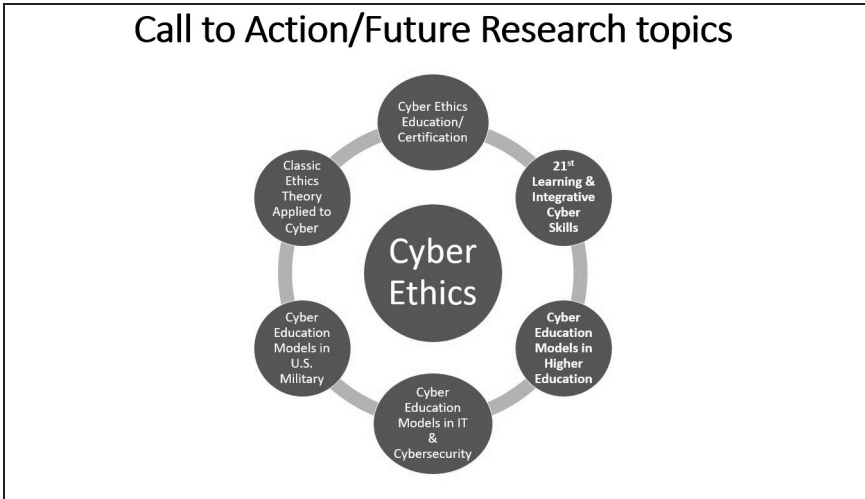 Call to Action/Future Research topics
Cyber Ethics
Education/
Certification
21st
Learning &
Integrative
Cyber
Skills
Cyber
Education
Models in
Higher
Education
Cyber
Education
Models in IT
&
Cybersecurity
Cyber
Education
Models in
U.S.
Military
Classic
Ethics
Theory
Applied to
Cyber
Cyber
Ethics